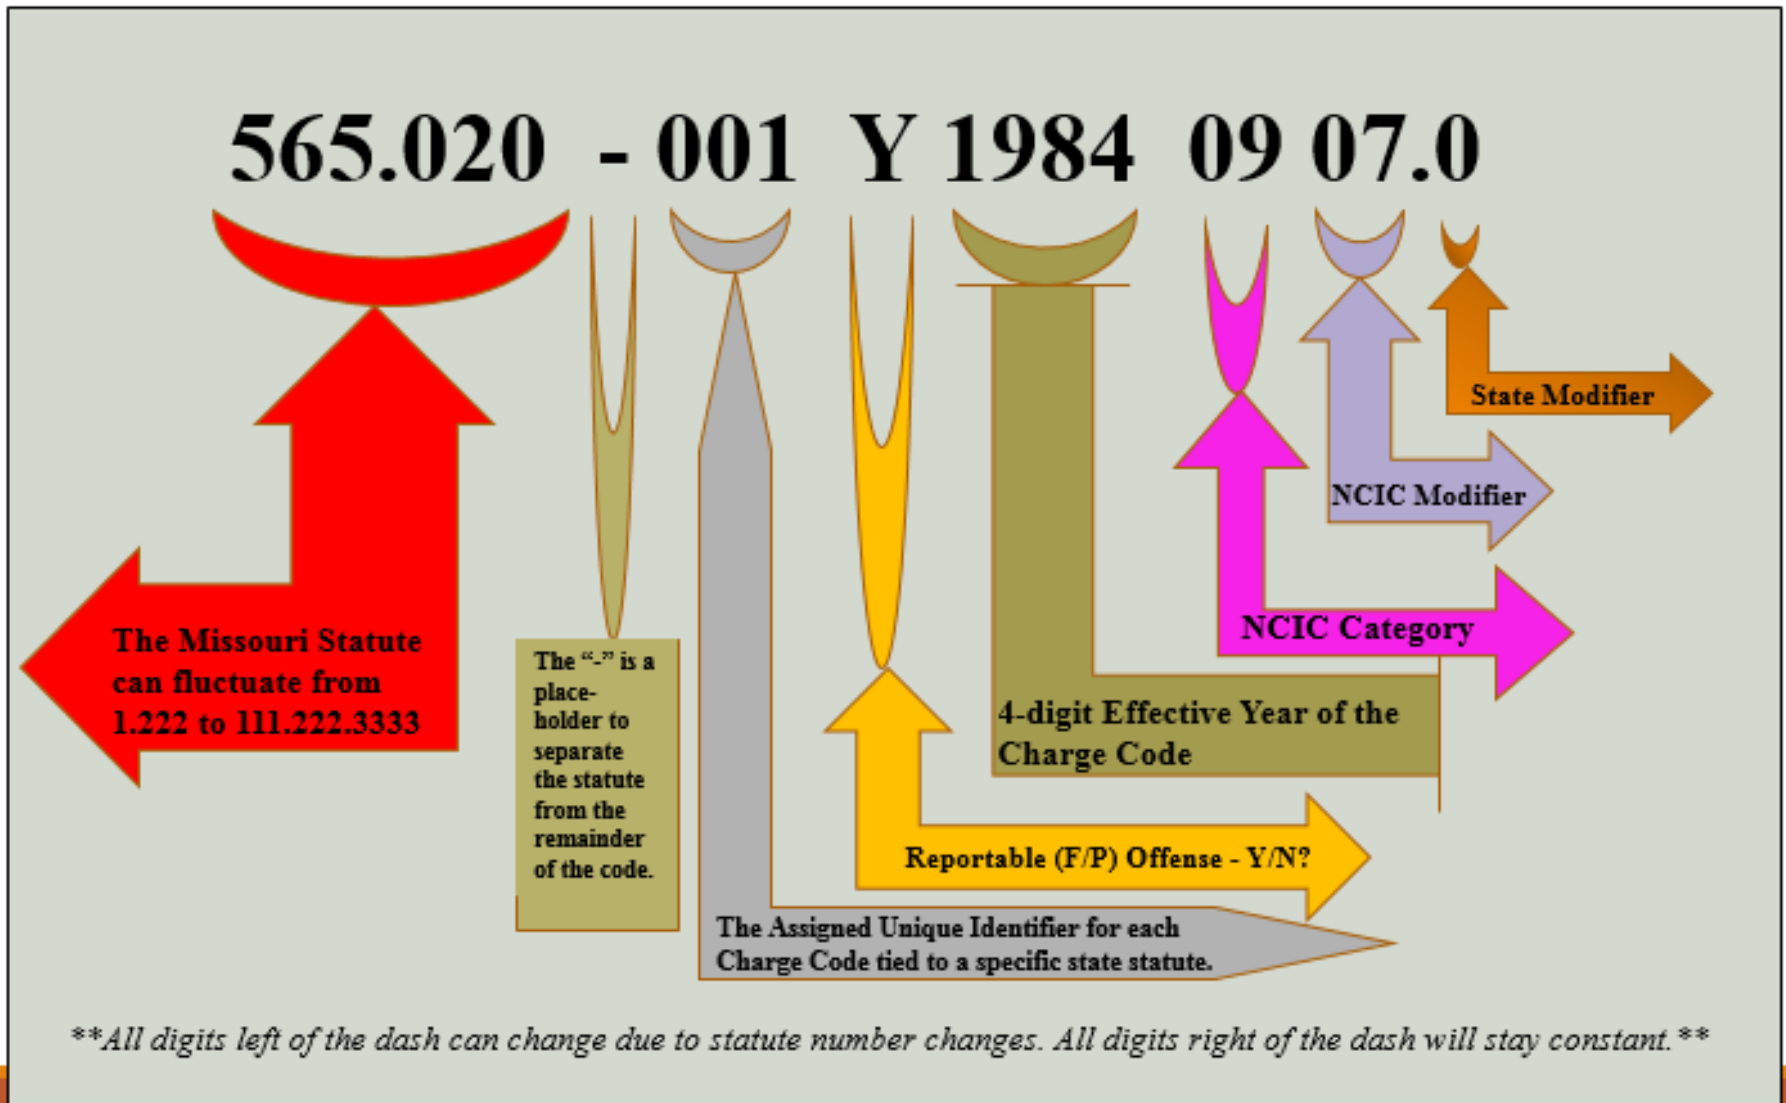 565.020 - 001 Y 1984 09 07.0
State Modifier
NCIC Modifier
NCIC Category
The Missouri Statute
can fluctuate from
1.222 to 111.222.3333
The “-” is a
place-
holder to
separate
the statute
from the
remainder
of the code.
4-digit Effective Year of the
Charge Code
Reportable (F/P) Offense - Y/N?
The Assigned Unique Identifier for each
Charge Code tied to a specific state statute.
**All digits left of the dash can change due to statute number changes. All digits right of the dash will stay constant.**